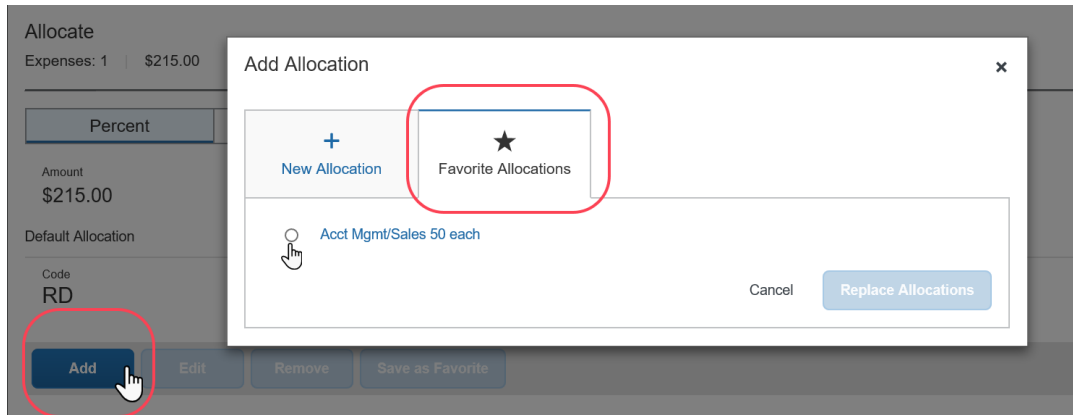 Allocate
Expenses: 1 $215.00
Percent
Amount
$215.00
Default Allocation
Code
RD
Add Edit Remove Save as Favorite
Add Allocation ×
+ ★
New Allocation Favorite Allocations
Acct Mgmt/Sales 50 each
Cancel Replace Allocations